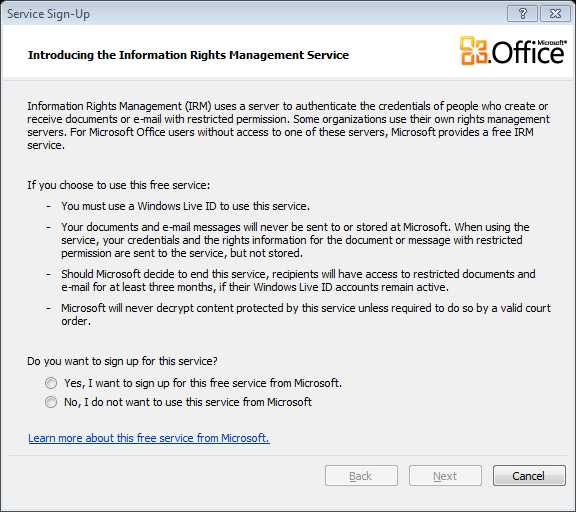 Service Sign-Up
Introducing the Information Rights Management Service
Microsoft®
Office
Information Rights Management (IRM) uses a server to authenticate the credentials of people who create or
receive documents or e-mail with restricted permission. Some organizations use their own rights management
servers. For Microsoft Office users without access to one of these servers, Microsoft provides a free IRM
service.
If you choose to use this free service:
- You must use a Windows Live ID to use this service.
- Your documents and e-mail messages will never be sent to or stored at Microsoft. When using the
service, your credentials and the rights information for the document or message with restricted
permission are sent to the service, but not stored.
- Should Microsoft decide to end this service, recipients will have access to restricted documents and
e-mail for at least three months, if their Windows Live ID accounts remain active.
- Microsoft will never decrypt content protected by this service unless required to do so by a valid court
order.
Do you want to sign up for this service?
Yes, I want to sign up for this free service from Microsoft.
No, I do not want to use this service from Microsoft
Learn more about this free service from Microsoft.
Back
Next
Cancel